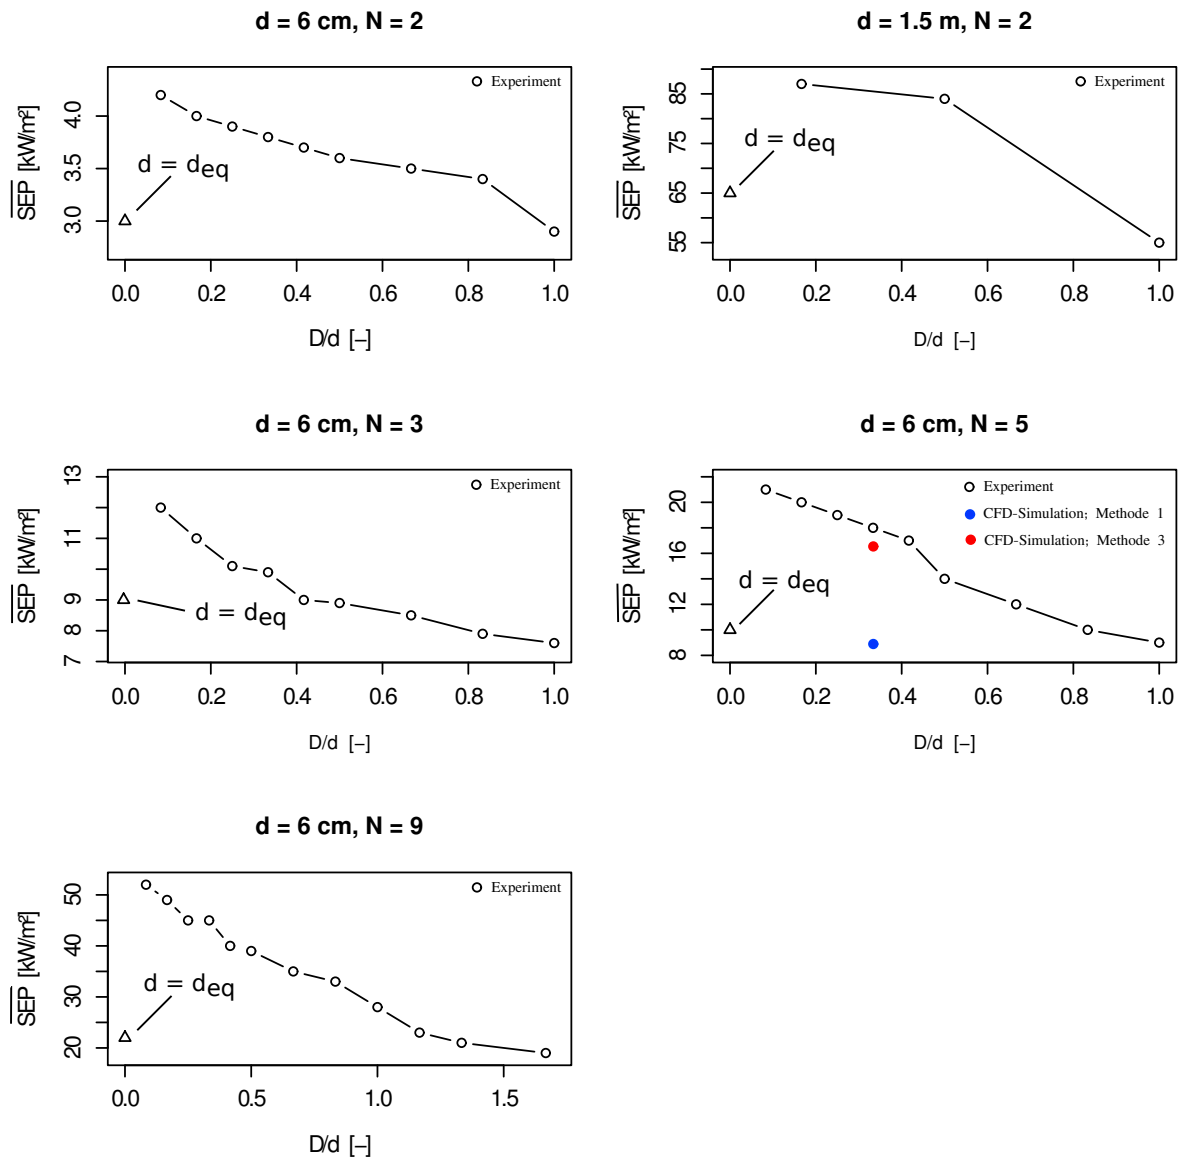 d = 6 cm, N = 2
Experiment
SEP [kW/m²]
4.0
3.5
3.0
d = deq
0.0 0.2 0.4 0.6 0.8 1.0
D/d [–]
d = 1.5 m, N = 2
Experiment
SEP [kW/m²]
85
75
65
55
d = deq
0.0 0.2 0.4 0.6 0.8 1.0
D/d [–]
d = 6 cm, N = 3
Experiment
SEP [kW/m²]
13
11
9
8
7
d = deq
0.0 0.2 0.4 0.6 0.8 1.0
D/d [–]
d = 6 cm, N = 5
Experiment
CFD-Simulation; Methode 1
CFD-Simulation; Methode 3
SEP [kW/m²]
20
16
12
8
d = deq
0.0 0.2 0.4 0.6 0.8 1.0
D/d [–]
d = 6 cm, N = 9
Experiment
SEP [kW/m²]
50
40
30
20
d = deq
0.0 0.5 1.0 1.5
D/d [–]